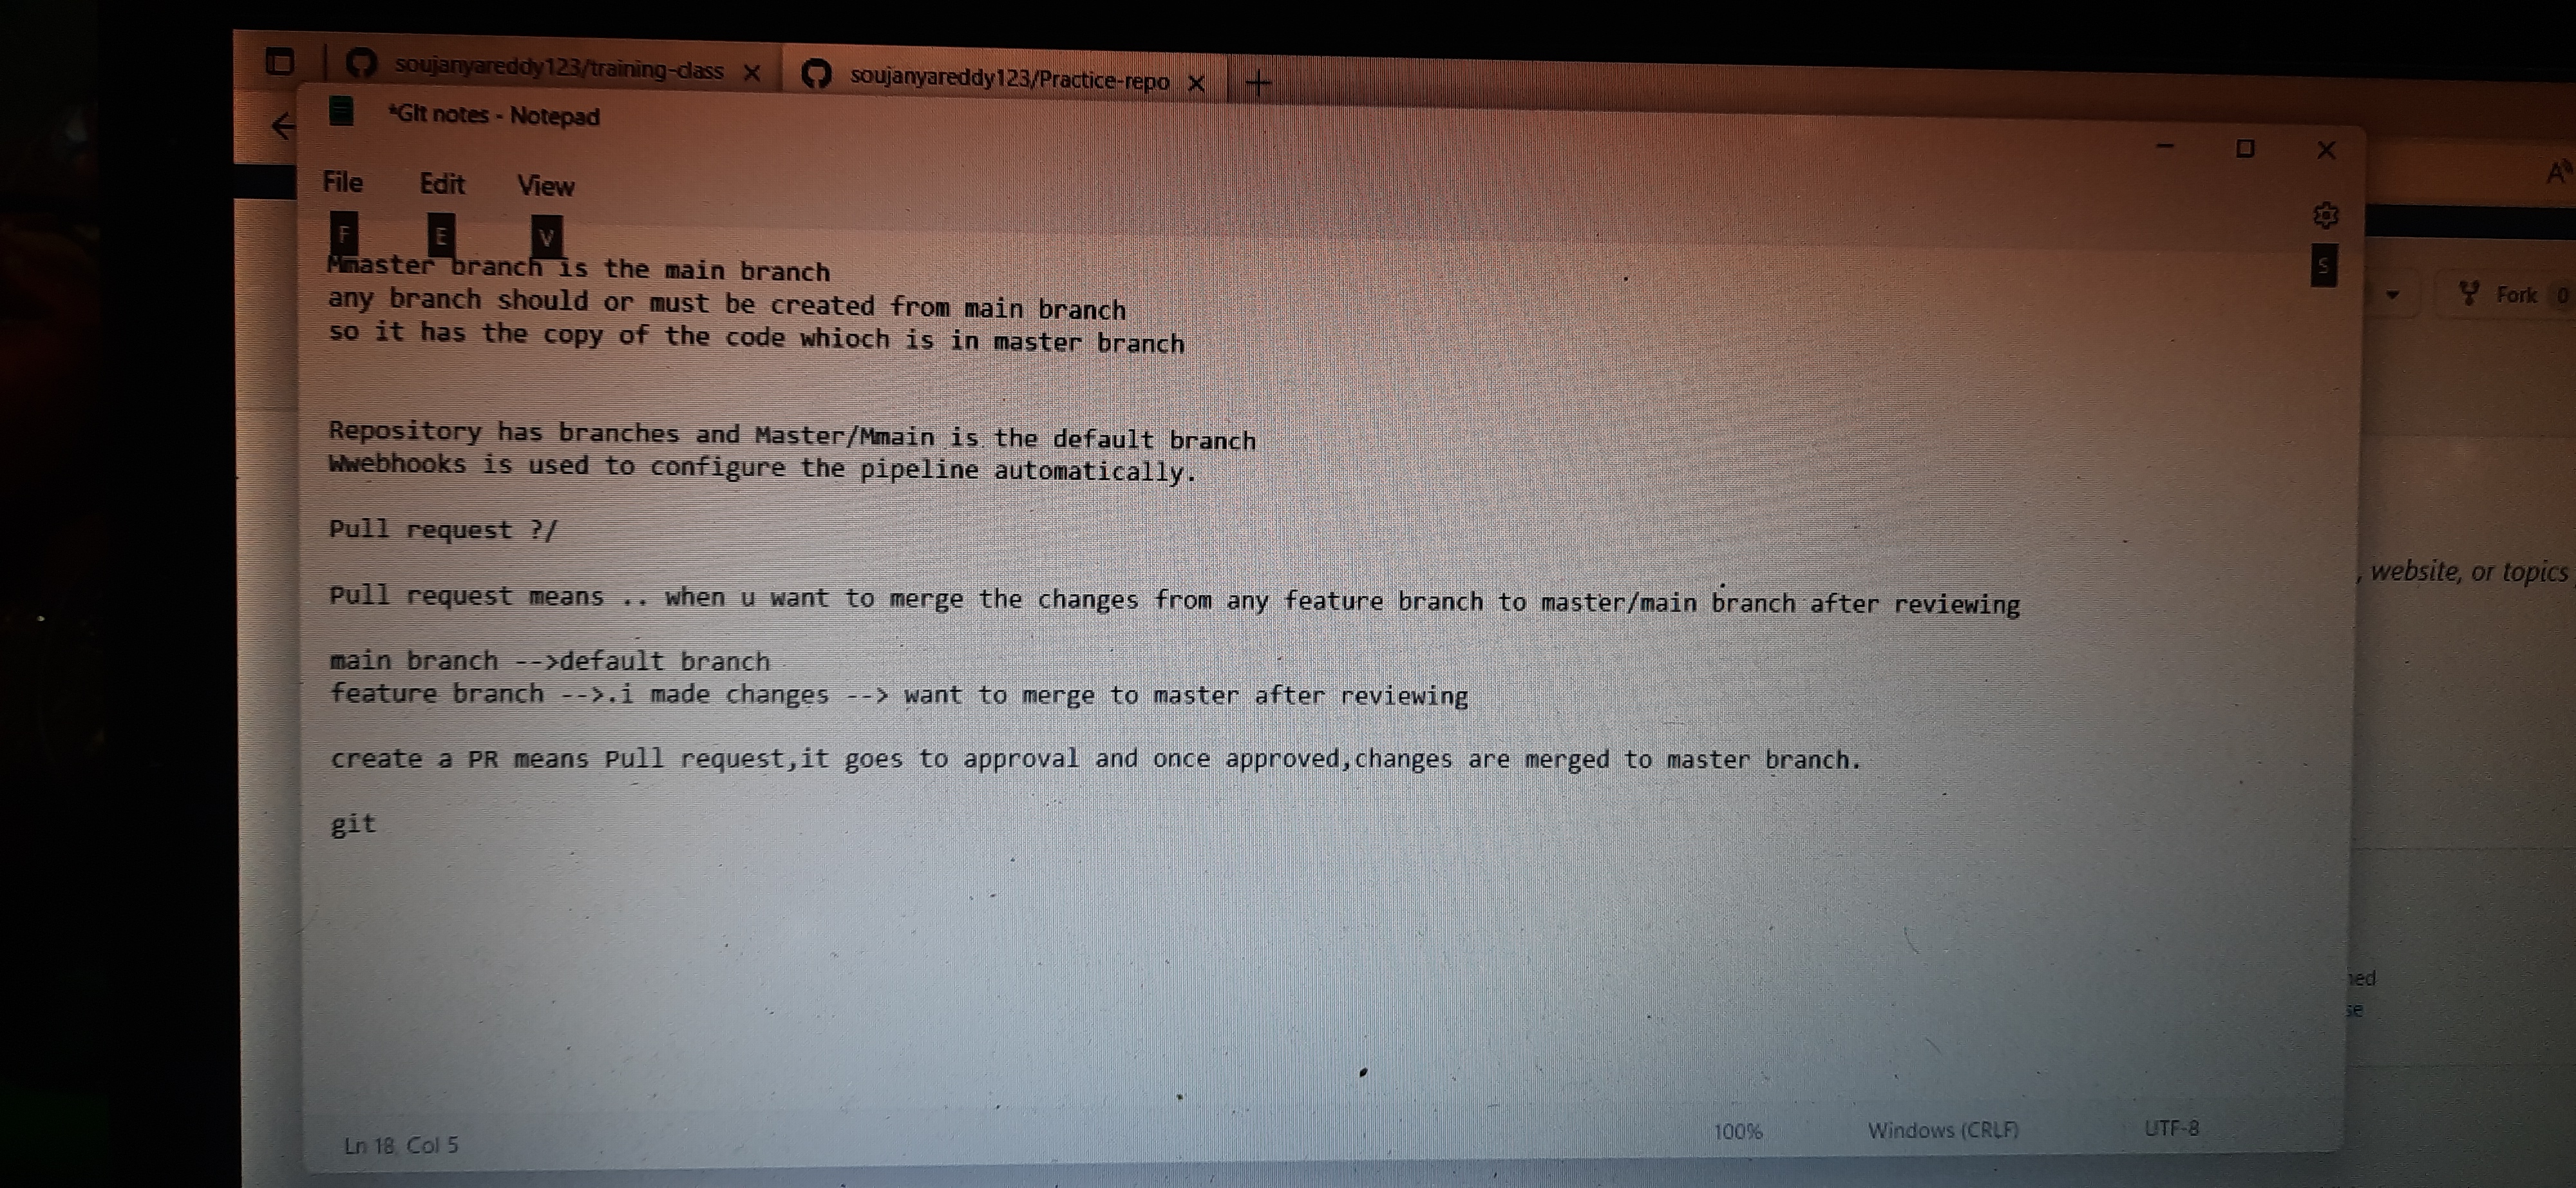 soujanyareddy123/training-class
soujanyareddy123/Practice-repo
*Git notes - Notepad
File Edit View
F E V
S
Mmaster branch is the main branch
any branch should or must be created from main branch
so it has the copy of the code whioch is in master branch
Fork 0
Repository has branches and Master/Mmain is the default branch
Wwebhooks is used to configure the pipeline automatically.
Pull request ?/
, website, or topics
Pull request means .. when u want to merge the changes from any feature branch to master/main branch after reviewing
main branch -->default branch
feature branch -->.i made changes --> want to merge to master after reviewing
create a PR means Pull request,it goes to approval and once approved,changes are merged to master branch.
git
Ln 18, Col 5
100%
Windows (CRLF)
UTF-8